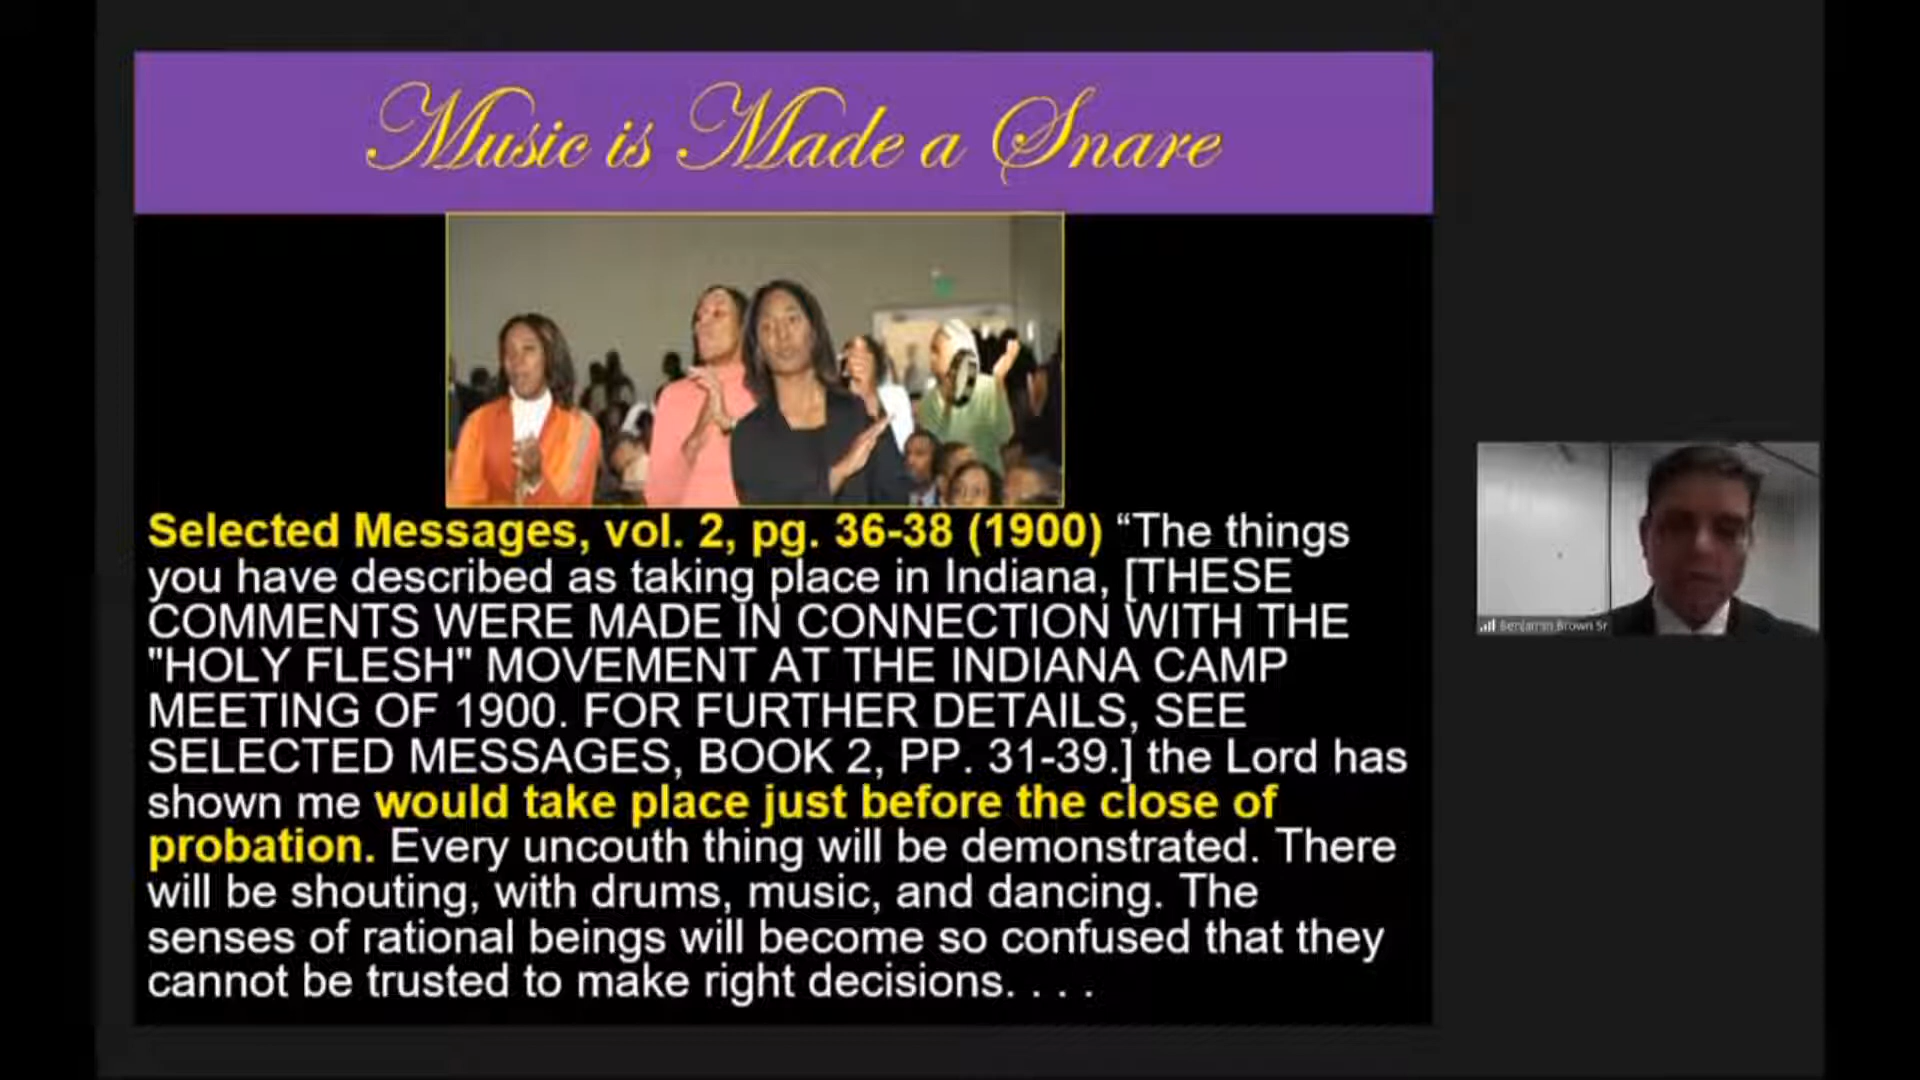 Music is Made a Snare
Selected Messages, vol. 2, pg. 36-38 (1900) “The things
you have described as taking place in Indiana, [THESE
COMMENTS WERE MADE IN CONNECTION WITH THE
"HOLY FLESH" MOVEMENT AT THE INDIANA CAMP
MEETING OF 1900. FOR FURTHER DETAILS, SEE
SELECTED MESSAGES, BOOK 2, PP. 31-39.] the Lord has
shown me would take place just before the close of
probation. Every uncouth thing will be demonstrated. There
will be shouting, with drums, music, and dancing. The
senses of rational beings will become so confused that they
cannot be trusted to make right decisions. . . .
Benjamin Brown Sr